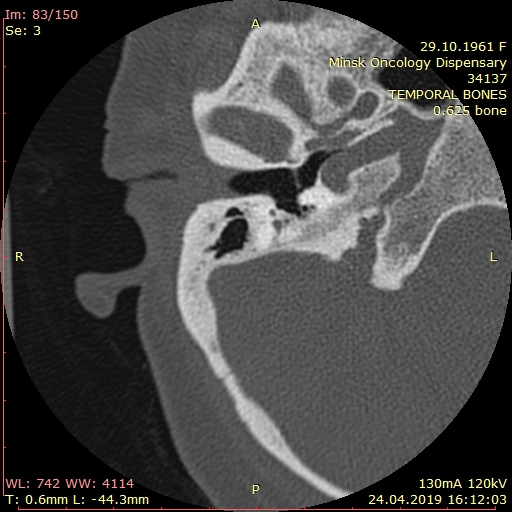 Im: 83/150
Se: 3
A
29.10.1961 F
Minsk Oncology Dispensary
34137
TEMPORAL BONES
0.625 bone
R
L
WL: 742 WW: 4114
T: 0.6mm L: -44.3mm
P
130mA 120kV
24.04.2019 16:12:03